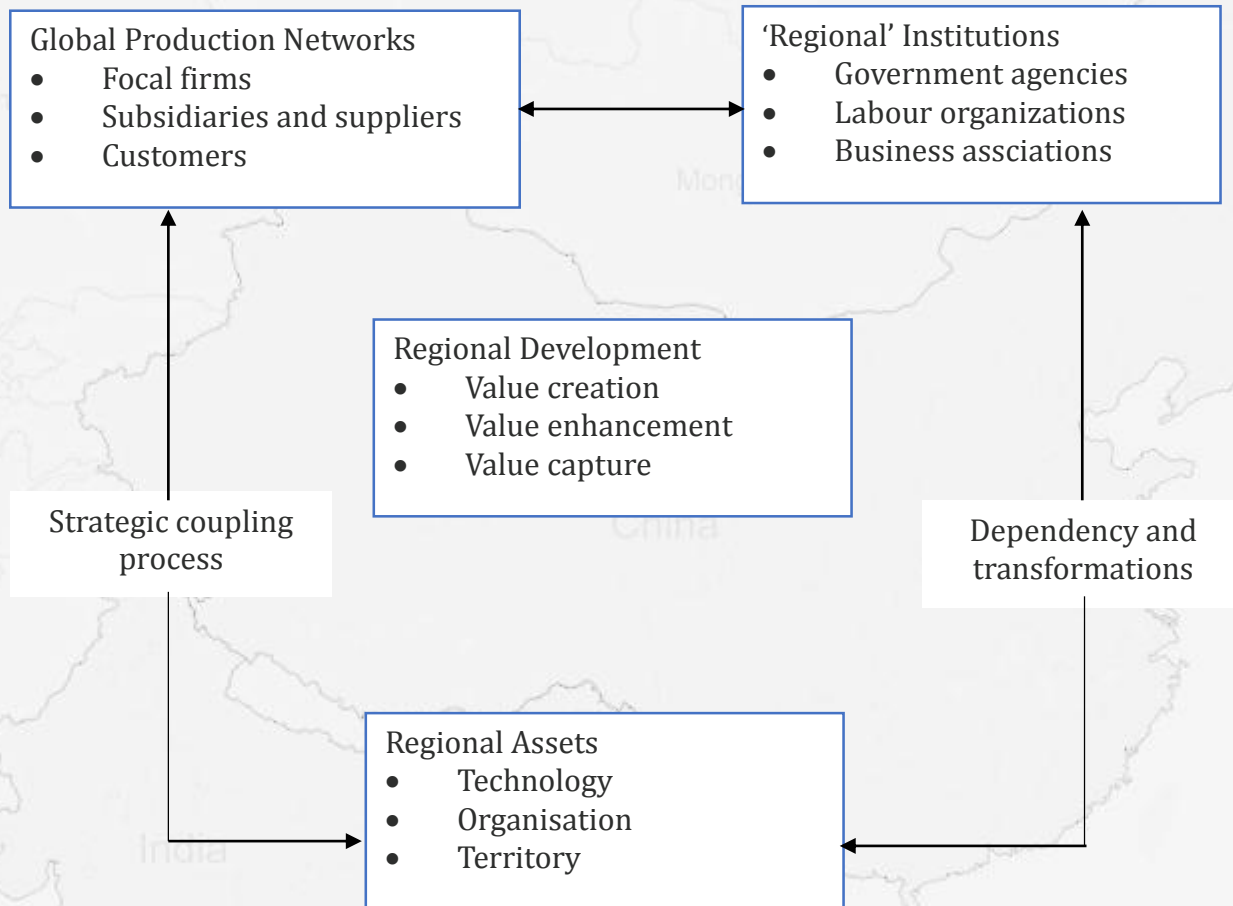 Global Production Networks
• Focal firms
• Subsidiaries and suppliers
• Customers
‘Regional’ Institutions
• Government agencies
• Labour organizations
• Business assciations
Regional Development
• Value creation
• Value enhancement
• Value capture
China
Strategic coupling
process
Dependency and
transformations
Regional Assets
• Technology
• Organisation
• Territory
India